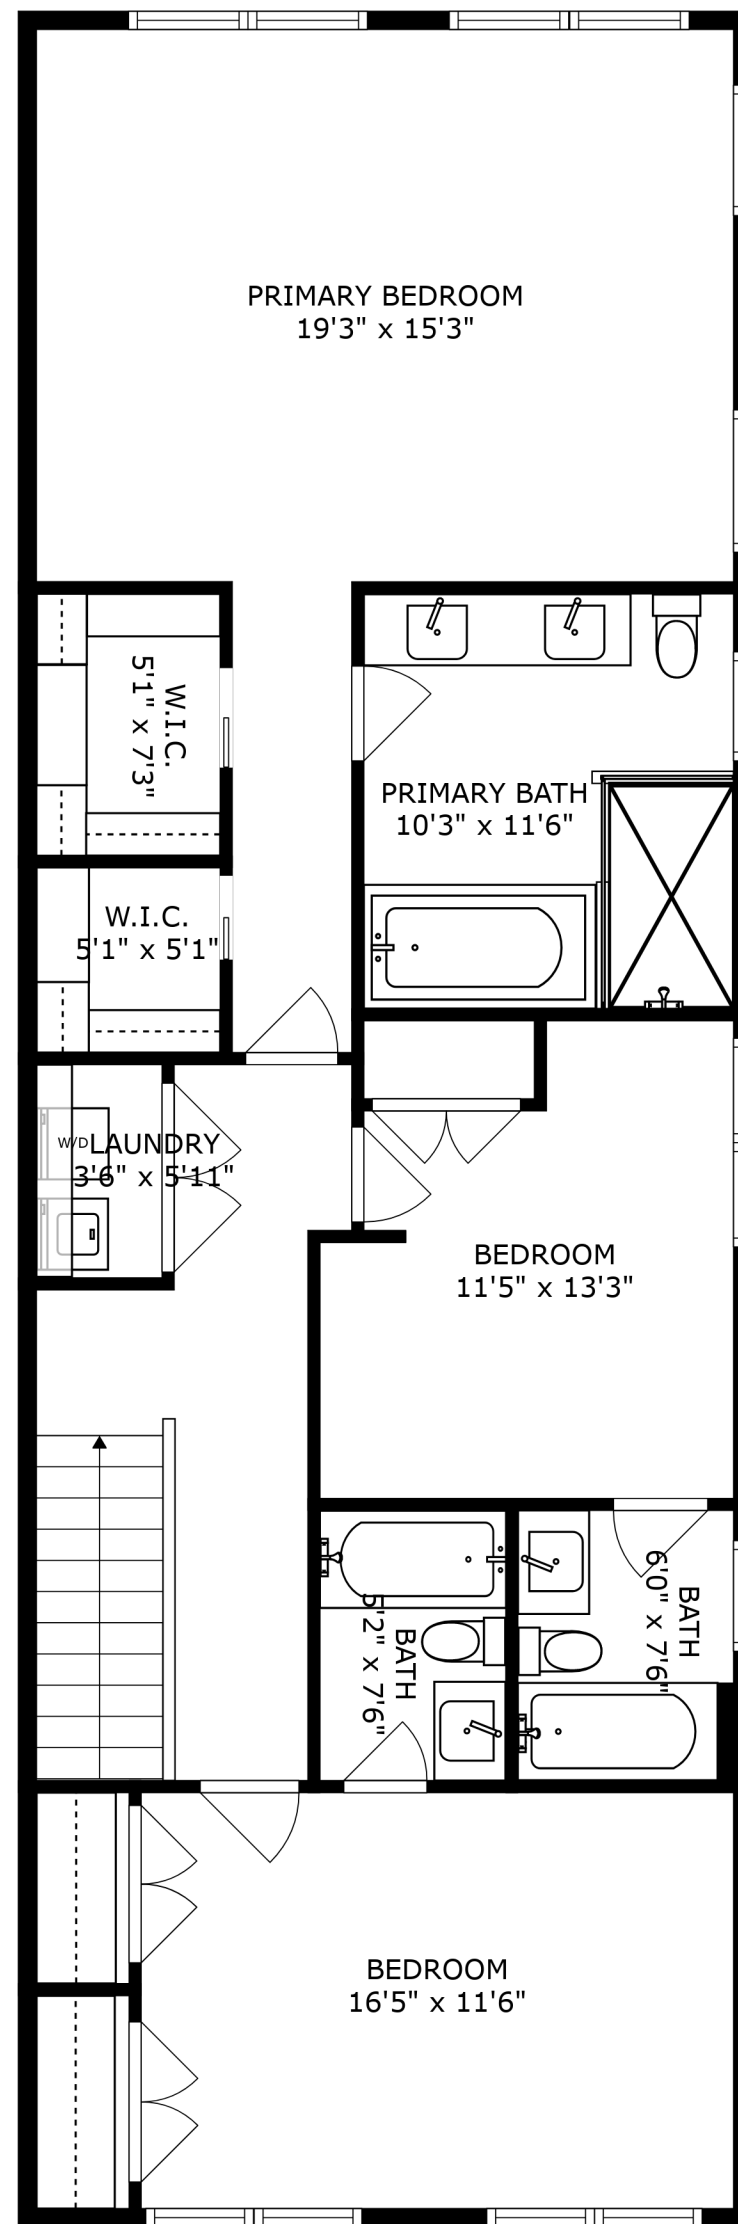 PRIMARY BEDROOM
19'3" x 15'3"
W.I.C.
5'1" x 7'3"
PRIMARY BATH
10'3" x 11'6"
W.I.C.
5'1" x 5'1"
W/D
LAUNDRY
3'6" x 5'11"
BEDROOM
11'5" x 13'3"
BATH
5'2" x 7'6"
BATH
6'0" x 7'6"
BEDROOM
16'5" x 11'6"